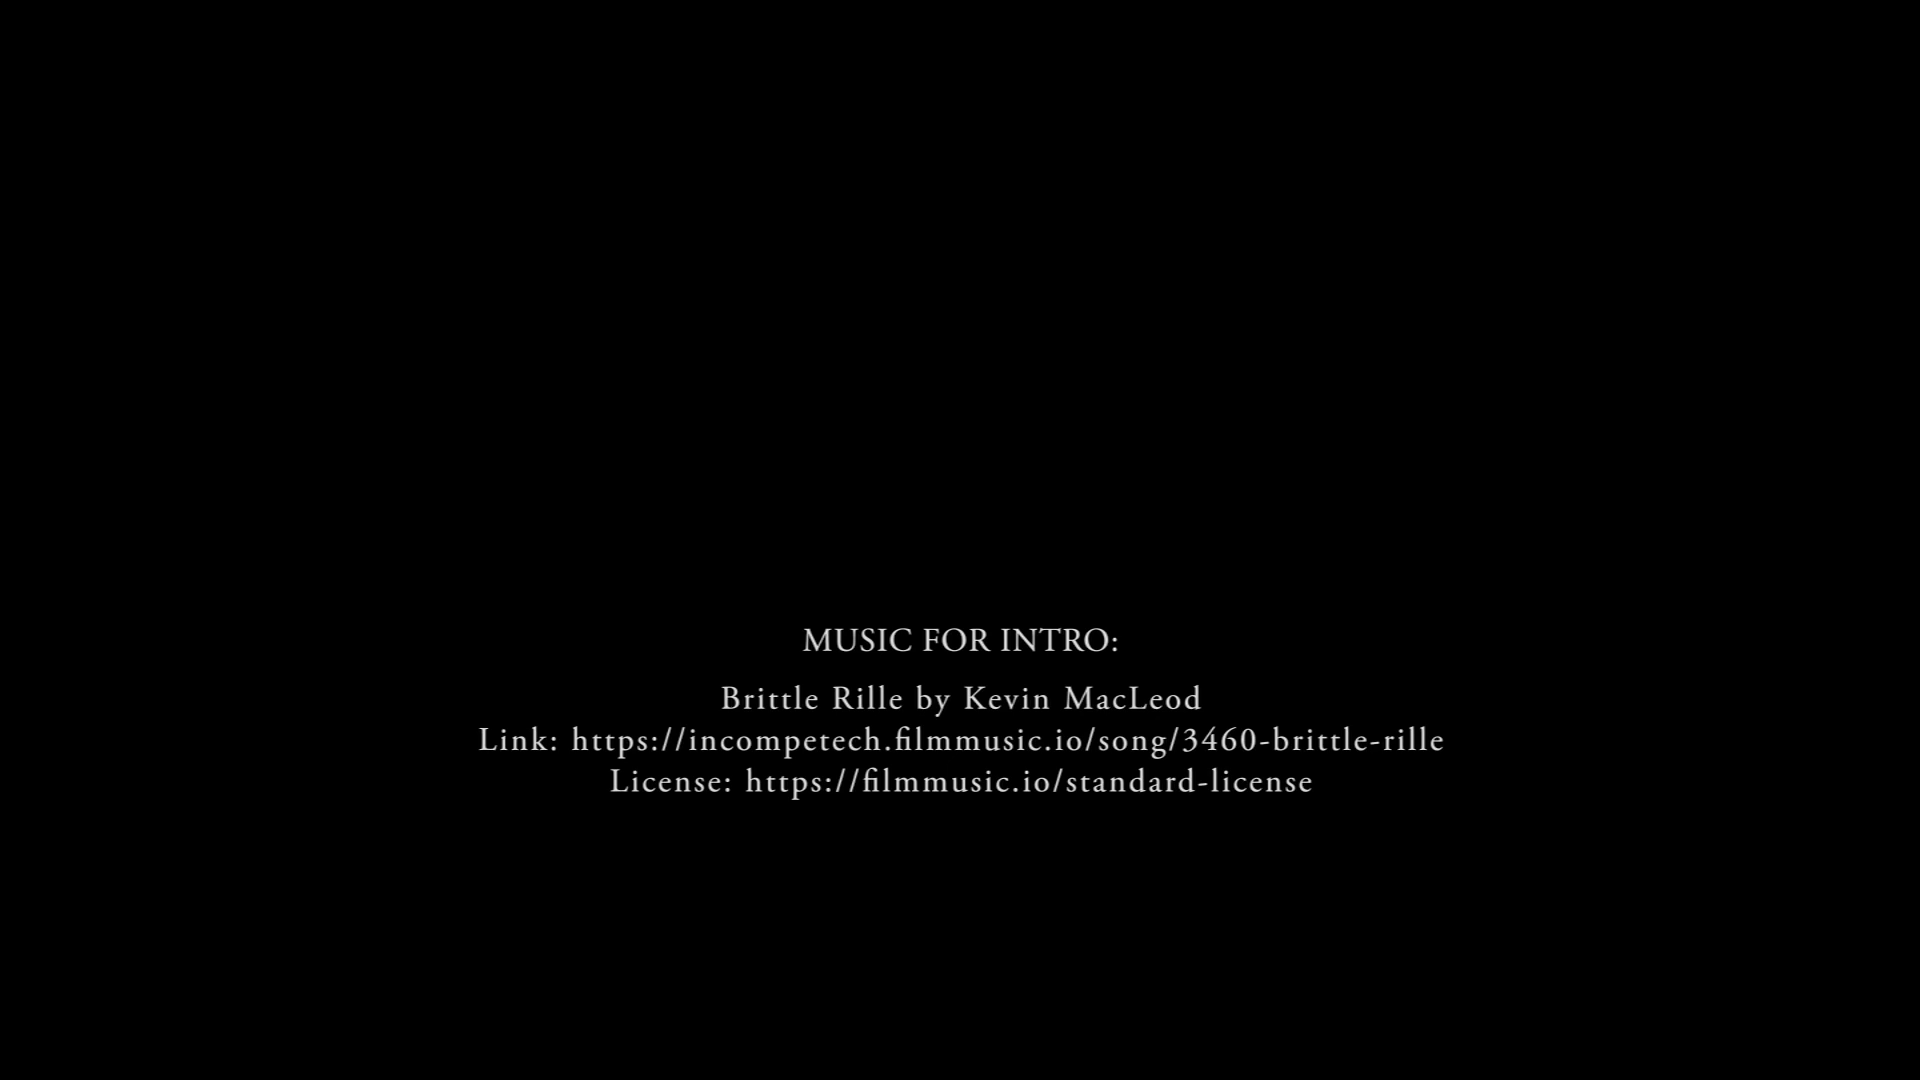 MUSIC FOR INTRO:
Brittle Rille by Kevin MacLeod
Link: https://incompetech.filmmusic.io/song/3460-brittle-rille
License: https://filmmusic.io/standard-license